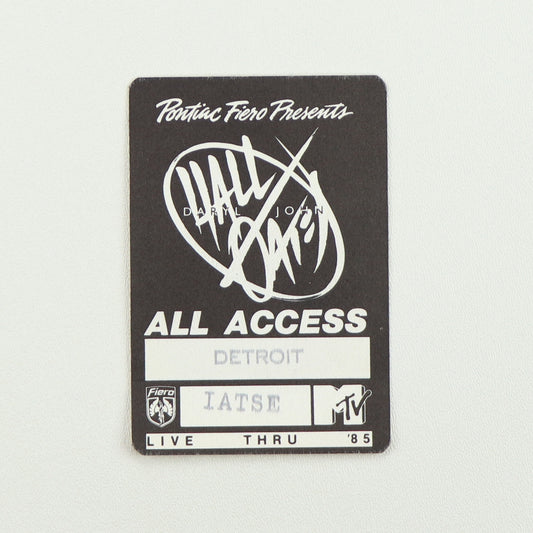 Pontiac Fiero Presents
HALL
DARYL JOHN
OATES
ALL ACCESS
DETROIT
Fiero
IATSE
MTV
LIVE THRU '85